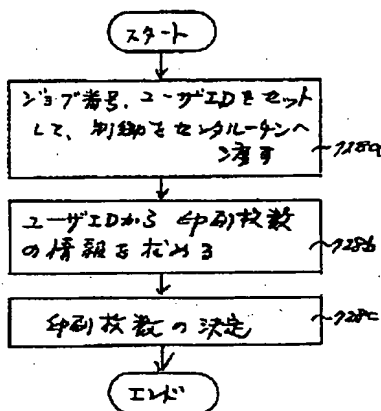 スタート
ジョブ番号、ユーザIDをセット
して、制御をセンタルーチンへ
渡す
728a
ユーザIDから 印刷枚数
の情報を求める
728b
印刷枚数の決定
728c
エンド